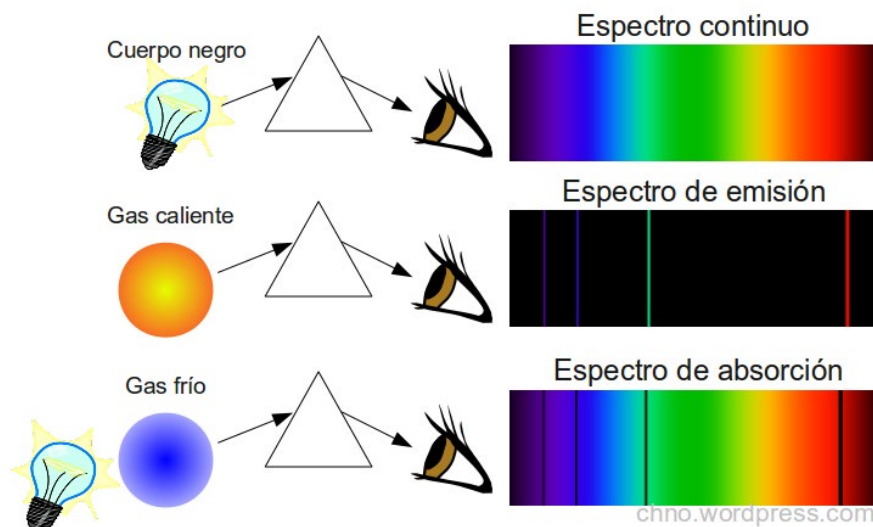 Cuerpo negro
Espectro continuo
Gas caliente
Espectro de emisión
Gas frío
Espectro de absorción
chno.wordpress.com